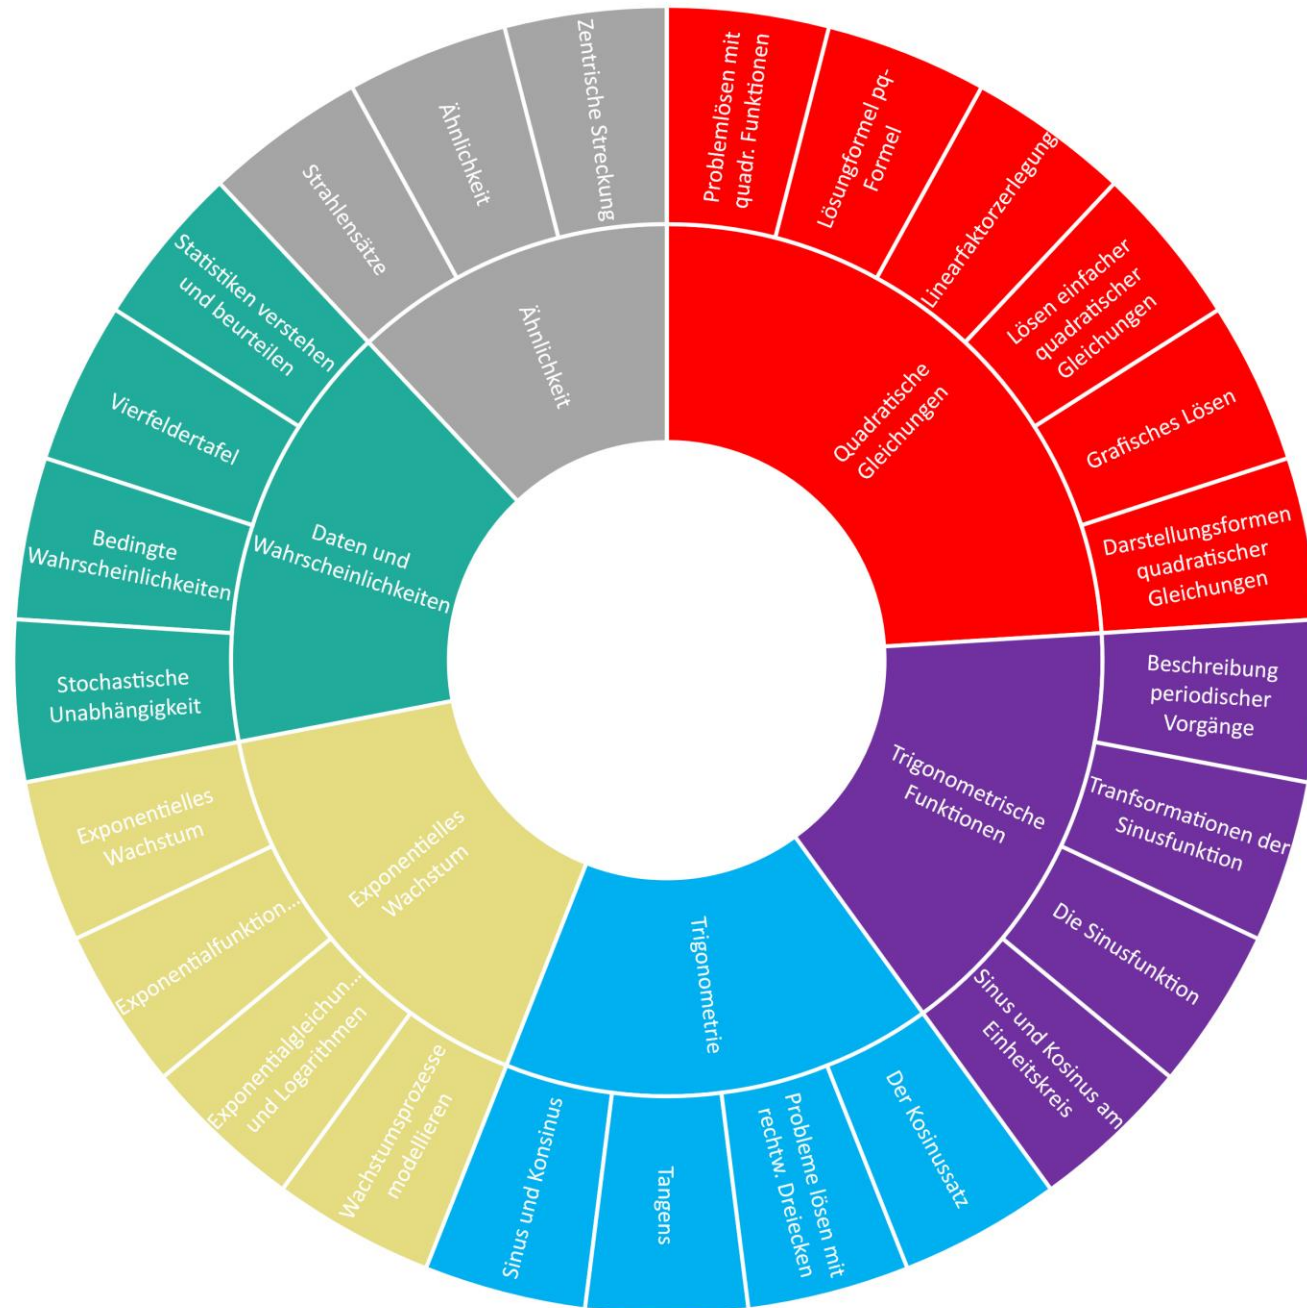 Problemlösen mit
quadr. Funktionen
Lösungformel pq-
Formel
Linearfaktorzerlegung
Lösen einfacher
quadratischer
Gleichungen
Grafisches Lösen
Darstellungsformen
quadratischer
Gleichungen
Quadratische
Gleichungen
Beschreibung
periodischer
Vorgänge
Tranfsormationen der
Sinusfunktion
Die Sinusfunktion
Sinus und Kosinus am
Einheitskreis
Trigonometrische
Funktionen
Der Kosinussatz
Probleme lösen mit
rechtw. Dreiecken
Tangens
Sinus und Konsinus
Trigonometrie
Wachstumsprozesse
modellieren
Exponentialgleichun...
und Logarithmen
Exponentialfunktion...
Exponentielles
Wachstum
Exponentielles
Wachstum
Stochastische
Unabhängigkeit
Bedingte
Wahrscheinlichkeiten
Vierfeldertafel
Statistiken verstehen
und beurteilen
Daten und
Wahrscheinlichkeiten
Strahlensätze
Ähnlichkeit
Zentrische Streckung
Ähnlichkeit